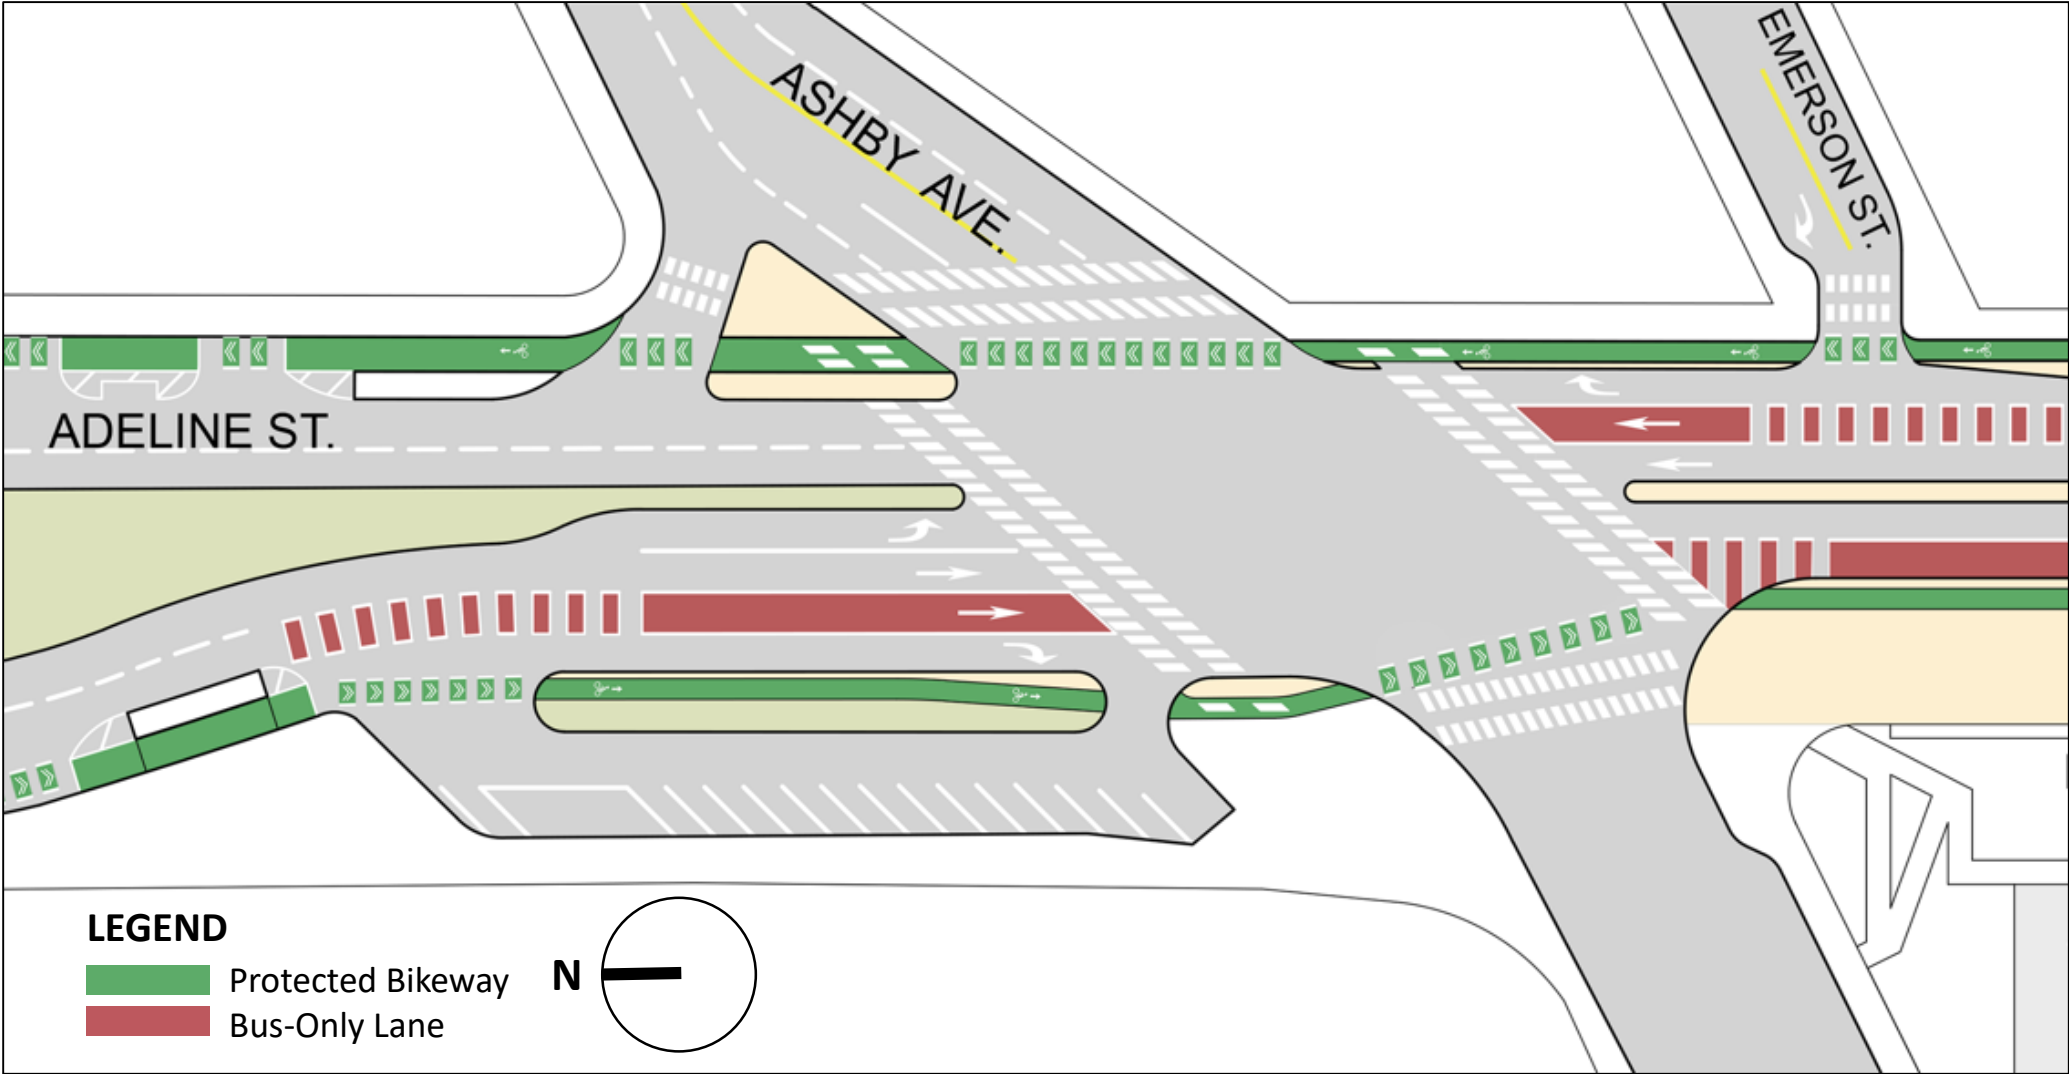 ASHBY AVE.
EMERSON ST.
ADELINE ST.
LEGEND
Protected Bikeway
Bus-Only Lane
N